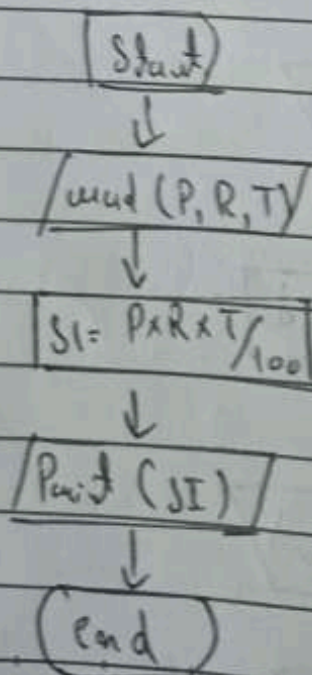 Start
read (P, R, T)
SI = P×R×T/100
Print (SI)
end